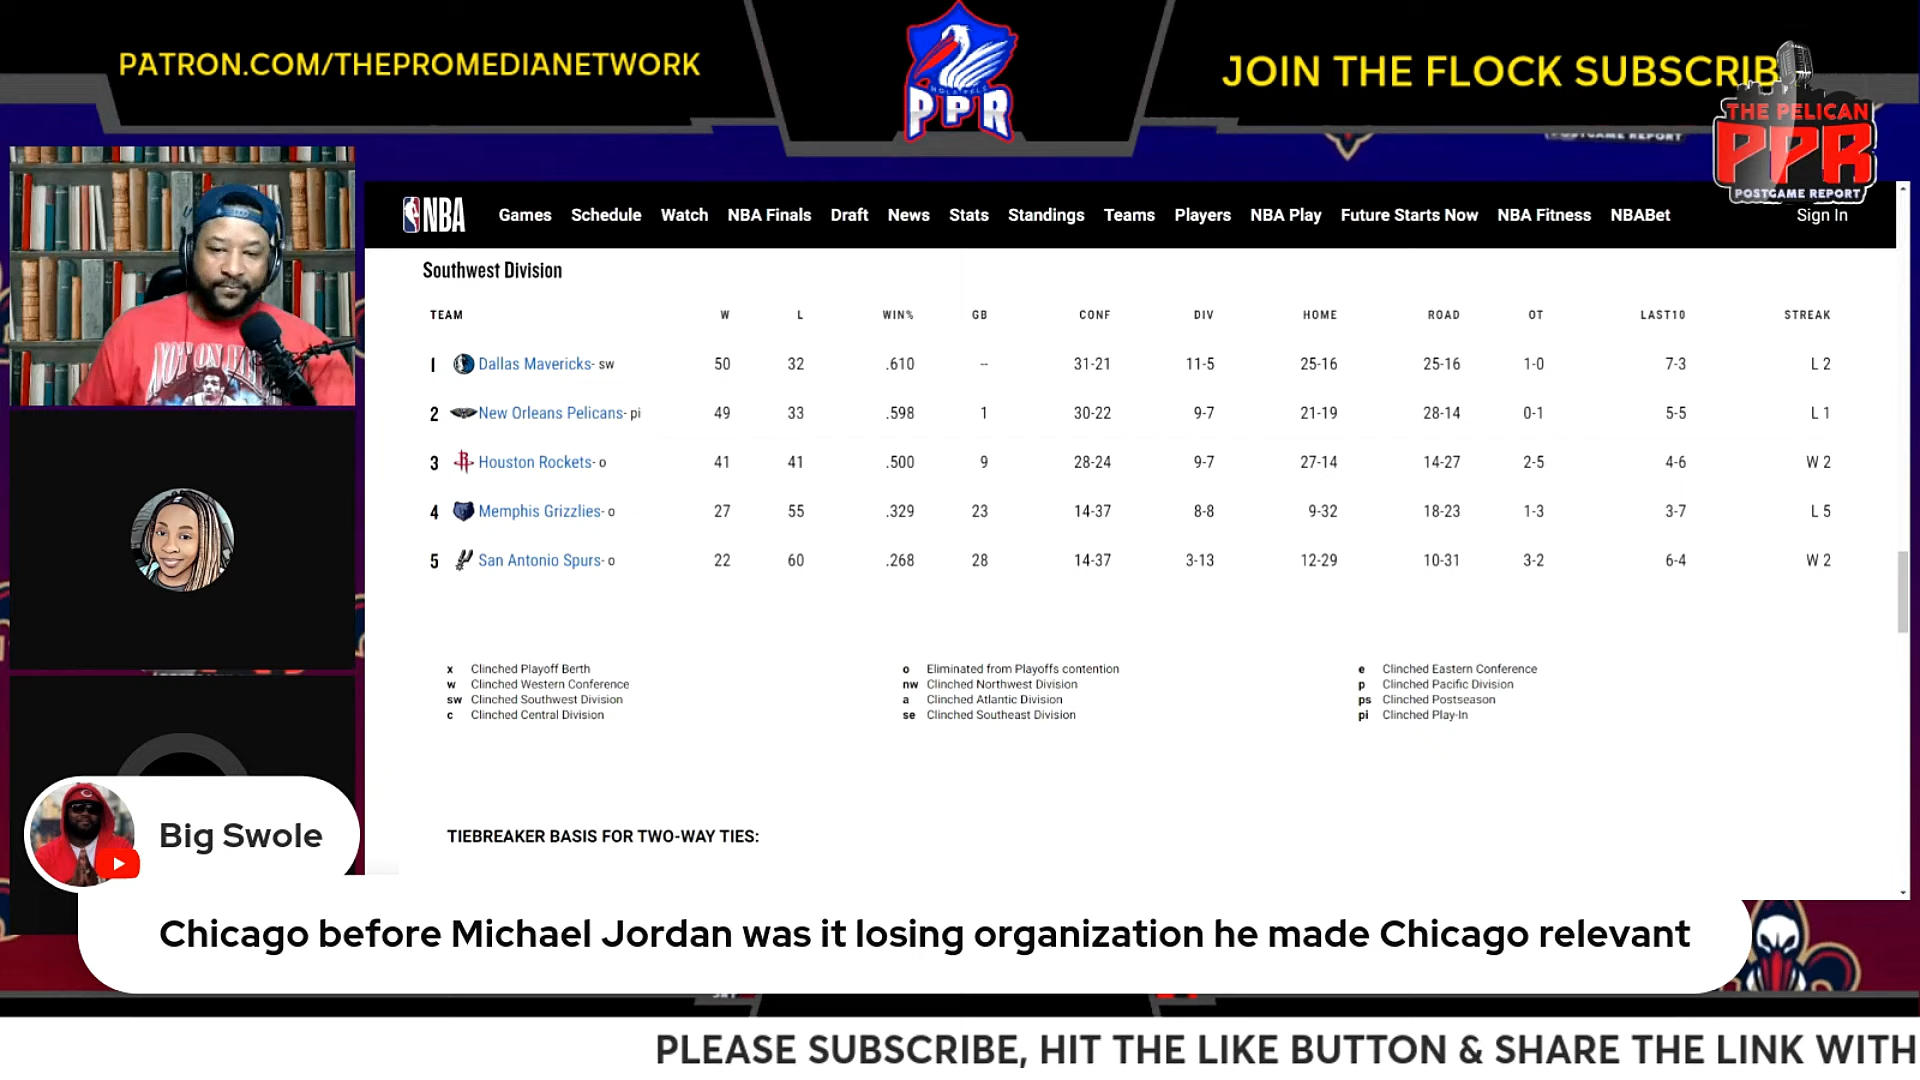 PATRON.COM/THEPROMEDIANETWORK
NOLA PELS
PPR
JOIN THE FLOCK SUBSCRIB
THE PELICAN
PPR
POSTGAME REPORT
POSTGAME REPORT
NBA
Games Schedule Watch NBA Finals Draft News Stats Standings Teams Players NBA Play Future Starts Now NBA Fitness NBABet
Sign In
NOT ON
Southwest Division
TEAM W L WIN% GB CONF DIV HOME ROAD OT LAST10 STREAK
1 Dallas Mavericks- sw 50 32 .610 -- 31-21 11-5 25-16 25-16 1-0 7-3 L 2
2 New Orleans Pelicans- pi 49 33 .598 1 30-22 9-7 21-19 28-14 0-1 5-5 L 1
3 Houston Rockets- o 41 41 .500 9 28-24 9-7 27-14 14-27 2-5 4-6 W 2
4 Memphis Grizzlies- o 27 55 .329 23 14-37 8-8 9-32 18-23 1-3 3-7 L 5
5 San Antonio Spurs- o 22 60 .268 28 14-37 3-13 12-29 10-31 3-2 6-4 W 2
x Clinched Playoff Berth o Eliminated from Playoffs contention e Clinched Eastern Conference
w Clinched Western Conference nw Clinched Northwest Division p Clinched Pacific Division
sw Clinched Southwest Division a Clinched Atlantic Division ps Clinched Postseason
c Clinched Central Division se Clinched Southeast Division pi Clinched Play-In
TIEBREAKER BASIS FOR TWO-WAY TIES:
Big Swole
Chicago before Michael Jordan was it losing organization he made Chicago relevant
PLEASE SUBSCRIBE, HIT THE LIKE BUTTON & SHARE THE LINK WITH